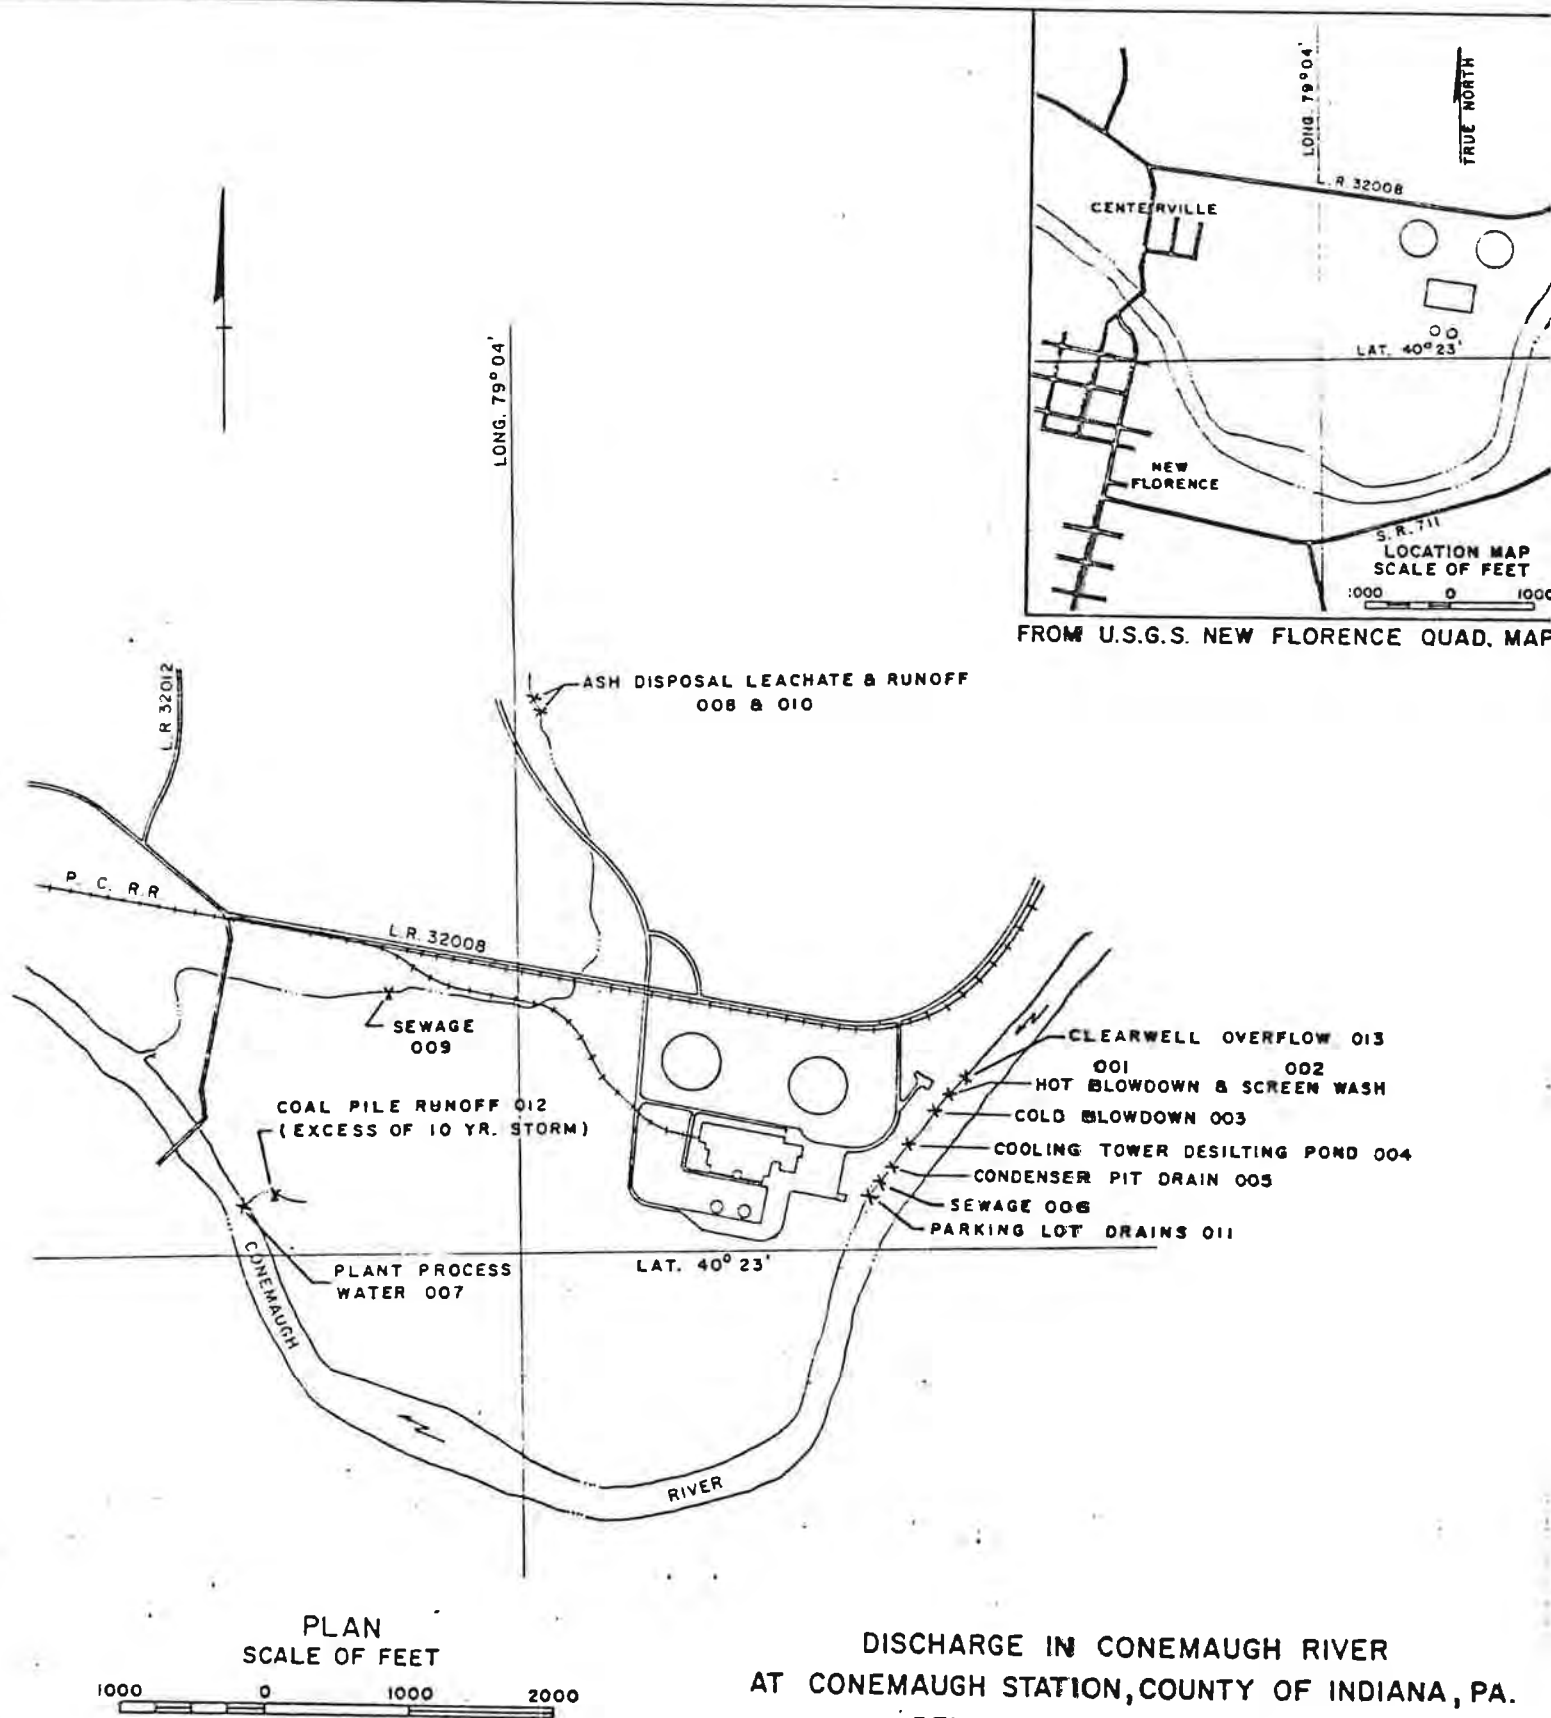 LONG. 79° 04'
TRUE NORTH
L.R. 32008
CENTERVILLE
LAT. 40° 23'
NEW
FLORENCE
S.R. 711
LOCATION MAP
SCALE OF FEET
1000 0 1000
FROM U.S.G.S. NEW FLORENCE QUAD. MAP
LONG. 79° 04'
L.R 32012
ASH DISPOSAL LEACHATE & RUNOFF
008 & 010
P. C. R.R
L.R. 32008
SEWAGE
009
CLEARWELL OVERFLOW 013
001 002
HOT BLOWDOWN & SCREEN WASH
COLD BLOWDOWN 003
COAL PILE RUNOFF 012
(EXCESS OF 10 YR. STORM)
COOLING TOWER DESILTING POND 004
CONDENSER PIT DRAIN 005
SEWAGE 006
PARKING LOT DRAINS 011
LAT. 40° 23'
PLANT PROCESS
WATER 007
CONEMAUGH
RIVER
PLAN
SCALE OF FEET
1000 0 1000 2000
DISCHARGE IN CONEMAUGH RIVER
AT CONEMAUGH STATION, COUNTY OF INDIANA, PA.